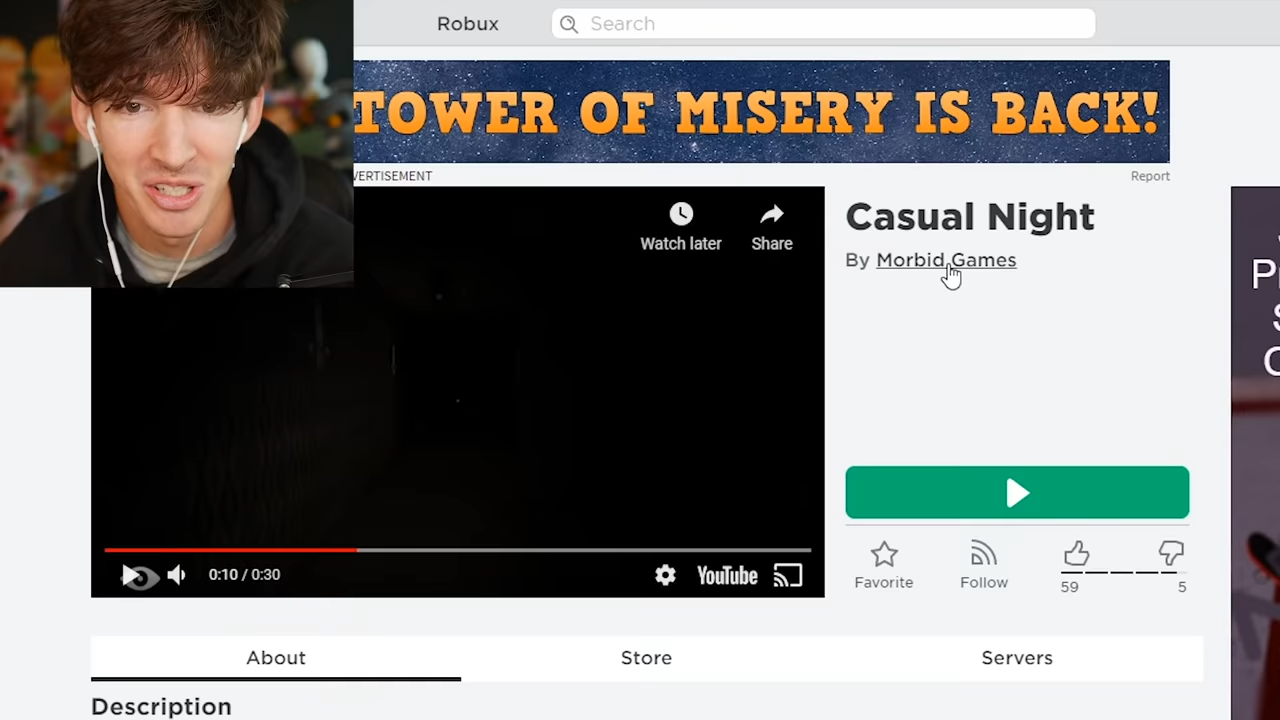 Robux
Search
TOWER OF MISERY IS BACK!
VERTISEMENT
Report
Watch later
Share
Casual Night
By Morbid Games
0:10 / 0:30
YouTube
Favorite
Follow
59
5
About
Store
Servers
Description